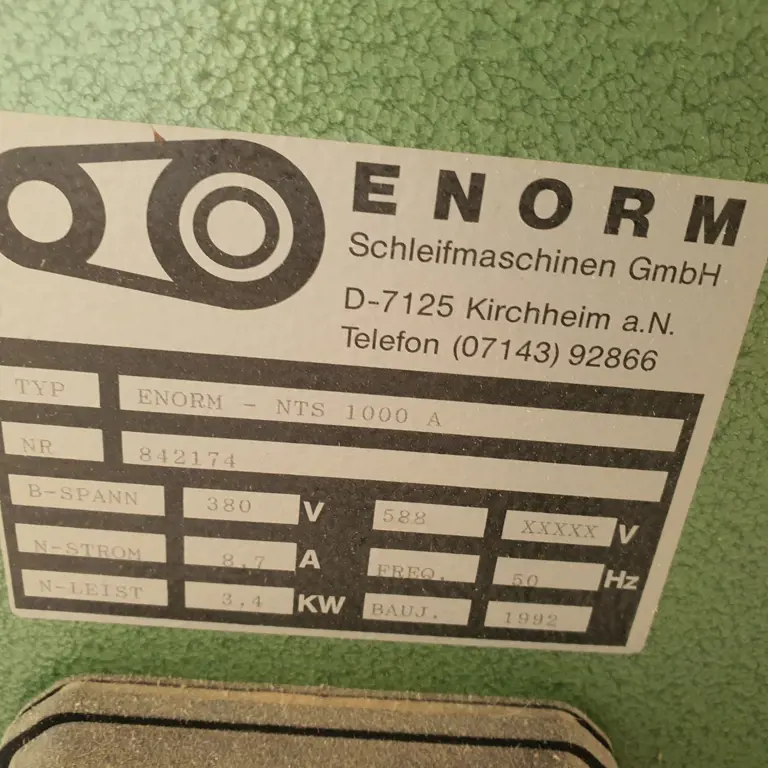 ENORM
Schleifmaschinen GmbH
D-7125 Kirchheim a.N.
Telefon (07143) 92866
TYP ENORM - NTS 1000 A
NR 842174
B-SPANN 380 V 588 XXXXX V
N-STROM 8,7 A FREQ. 50 Hz
N-LEIST 3,4 KW BAUJ. 1992